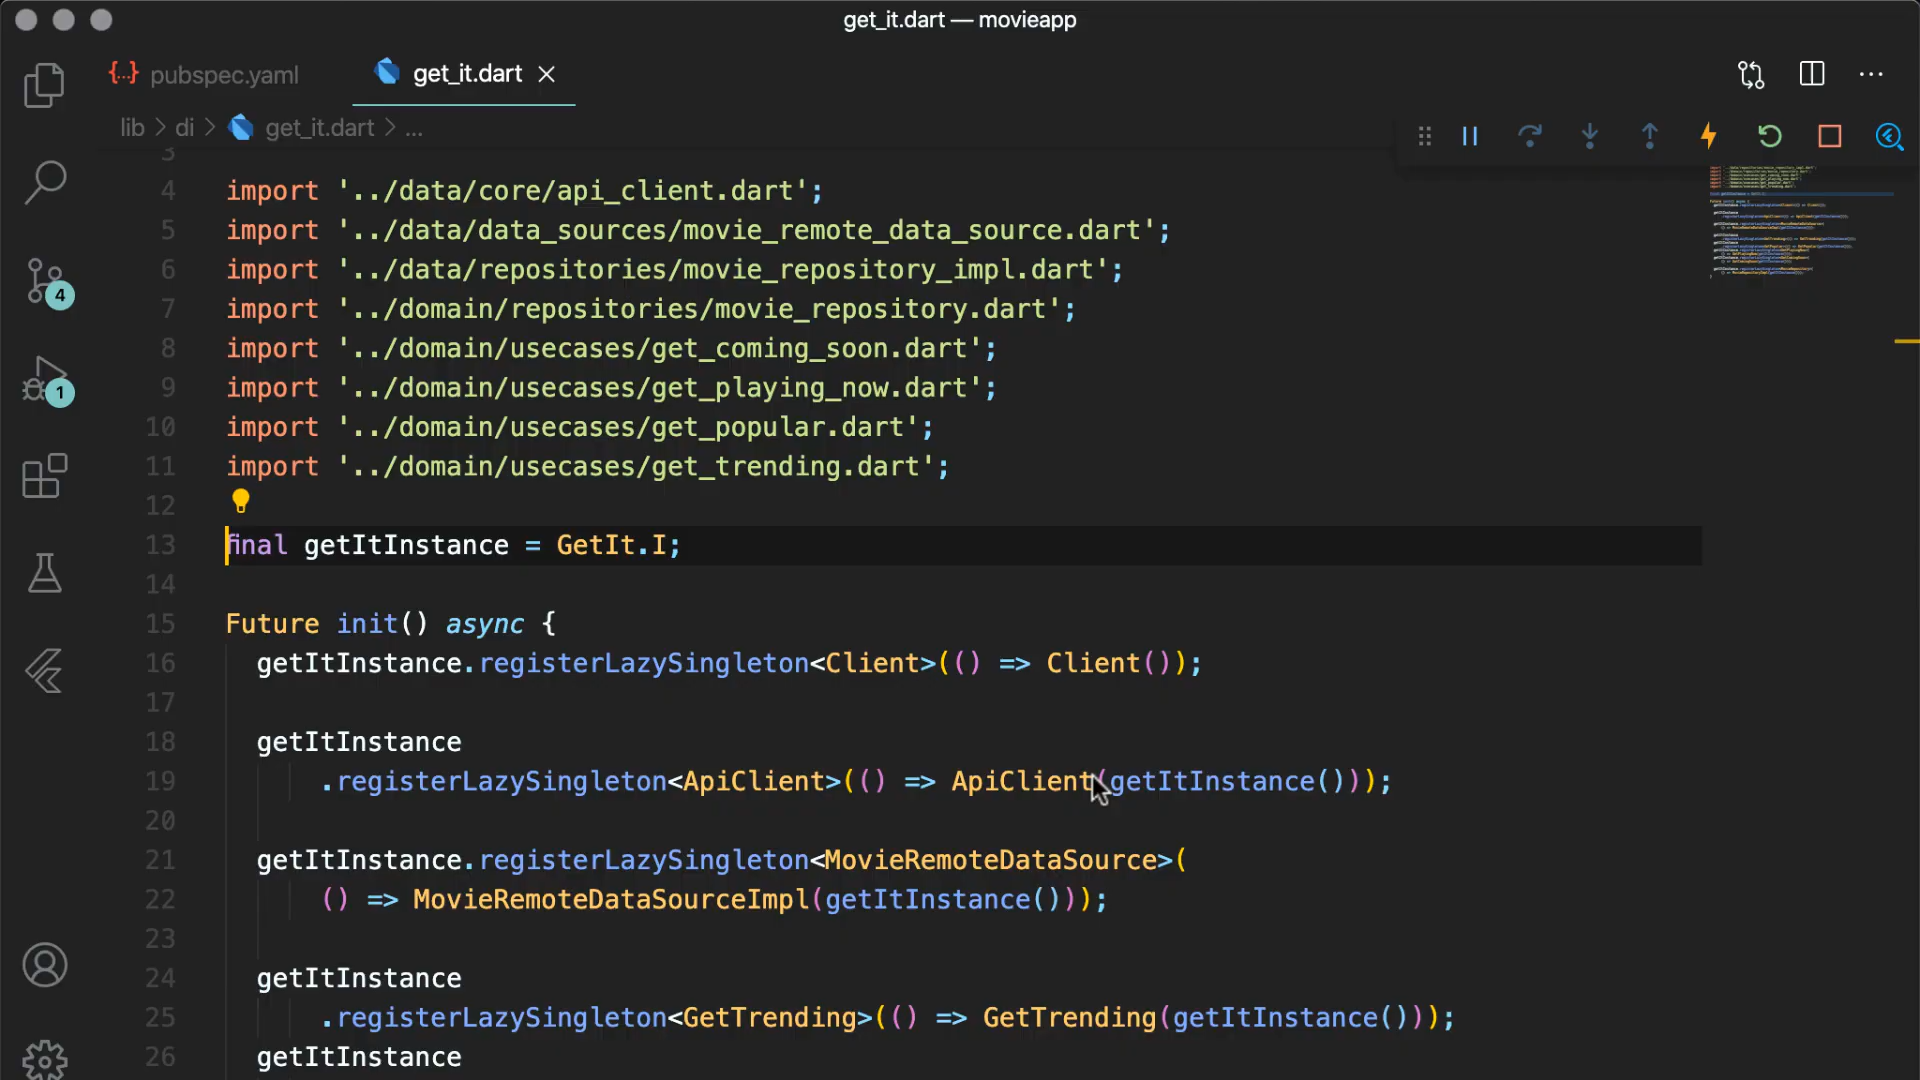 get_it.dart — movieapp
{..} pubspec.yaml
get_it.dart
lib > di > get_it.dart > ...
3
4 import '../data/core/api_client.dart';
5 import '../data/data_sources/movie_remote_data_source.dart';
6 import '../data/repositories/movie_repository_impl.dart';
7 import '../domain/repositories/movie_repository.dart';
8 import '../domain/usecases/get_coming_soon.dart';
9 import '../domain/usecases/get_playing_now.dart';
10 import '../domain/usecases/get_popular.dart';
11 import '../domain/usecases/get_trending.dart';
12
13 final getItInstance = GetIt.I;
14
15 Future init() async {
16 getItInstance.registerLazySingleton<Client>(() => Client());
17
18 getItInstance
19 .registerLazySingleton<ApiClient>(() => ApiClient(getItInstance()));
20
21 getItInstance.registerLazySingleton<MovieRemoteDataSource>(
22 () => MovieRemoteDataSourceImpl(getItInstance()));
23
24 getItInstance
25 .registerLazySingleton<GetTrending>(() => GetTrending(getItInstance()));
26 getItInstance
4
1